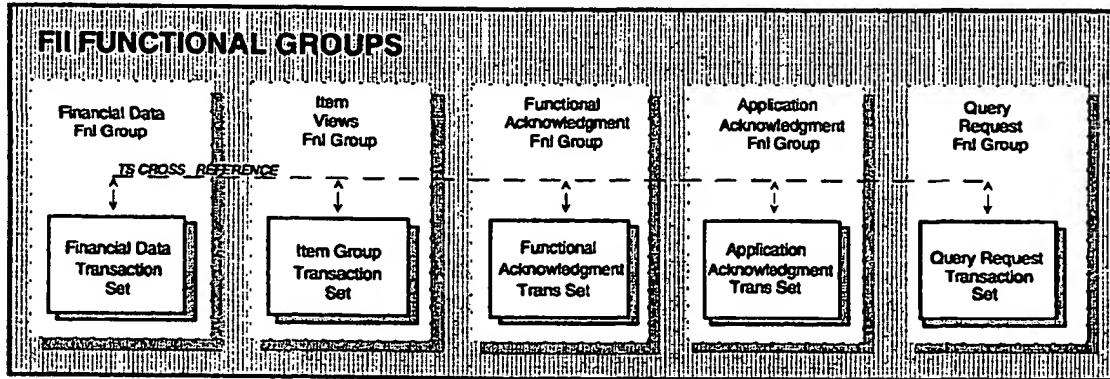 FII FUNCTIONAL GROUPS
Financial Data
Fnl Group
Item
Views
Fnl Group
Functional
Acknowledgment
Fnl Group
Application
Acknowledgment
Fnl Group
Query
Request
Fnl Group
TS CROSS_REFERENCE
Financial Data
Transaction
Set
Item Group
Transaction
Set
Functional
Acknowledgment
Trans Set
Application
Acknowledgment
Trans Set
Query Request
Transaction
Set